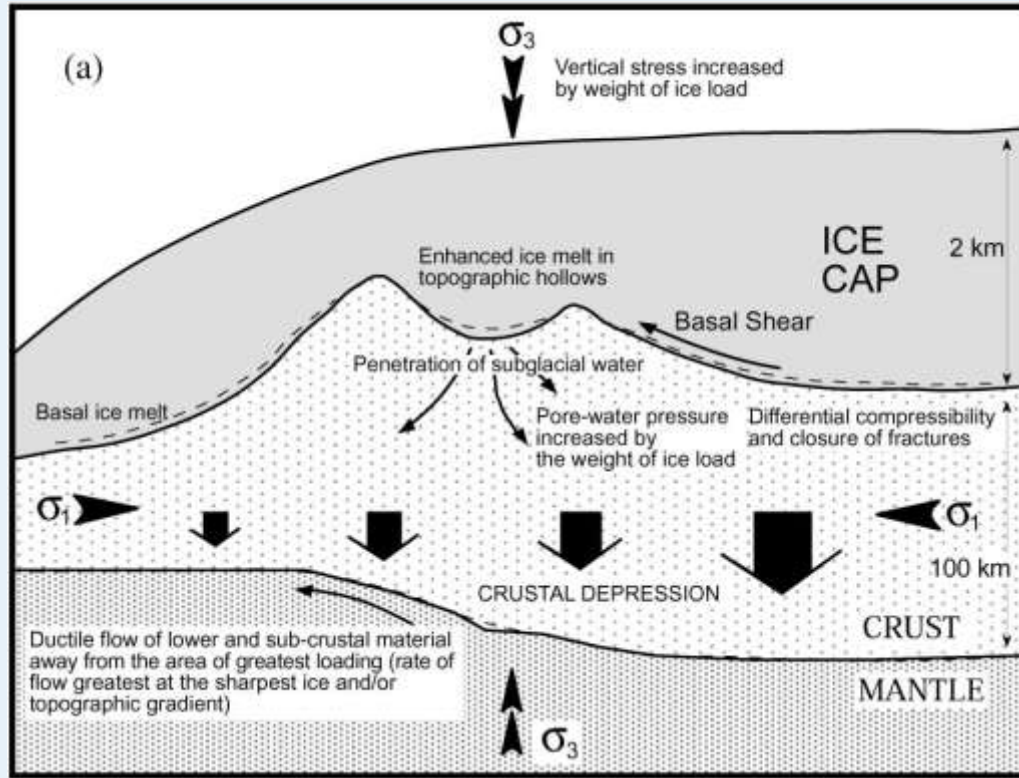 (a)
σ3
Vertical stress increased
by weight of ice load
ICE
CAP
2 km
Enhanced ice melt in
topographic hollows
Basal Shear
Penetration of subglacial water
Basal ice melt
Pore-water pressure
increased by
the weight of ice load
Differential compressibility
and closure of fractures
σ1
σ1
100 km
CRUSTAL DEPRESSION
CRUST
Ductile flow of lower and sub-crustal material
away from the area of greatest loading (rate of
flow greatest at the sharpest ice and/or
topographic gradient)
MANTLE
σ3